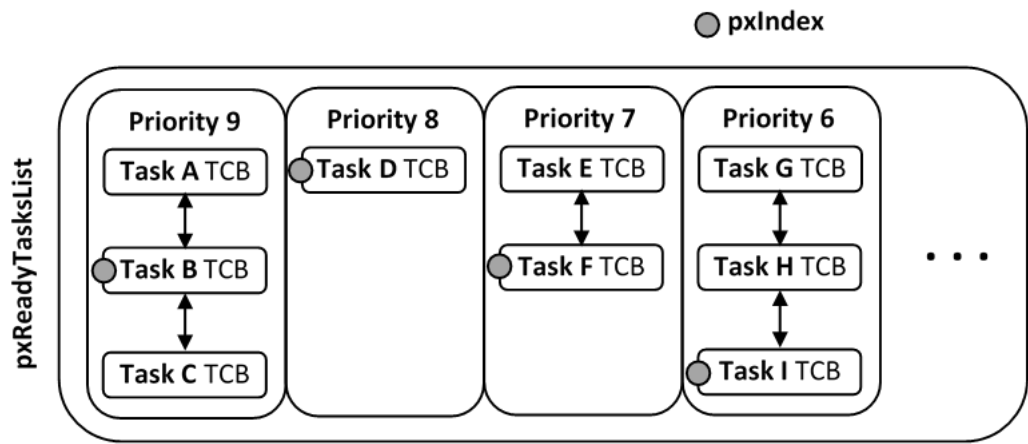 pxIndex
pxReadyTasksList
Priority 9
Task A TCB
Task B TCB
Task C TCB
Priority 8
Task D TCB
Priority 7
Task E TCB
Task F TCB
Priority 6
Task G TCB
Task H TCB
Task I TCB
. . .